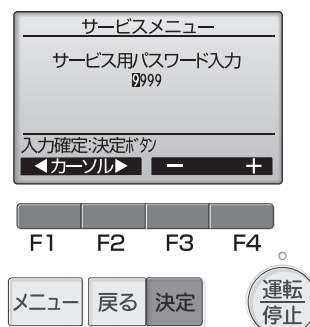 サービスメニュー
サービス用パスワード入力
9999
入力確定:決定ボタン
◀カーソル▶ － ＋
F1 F2 F3 F4
メニュー 戻る 決定 運転
停止